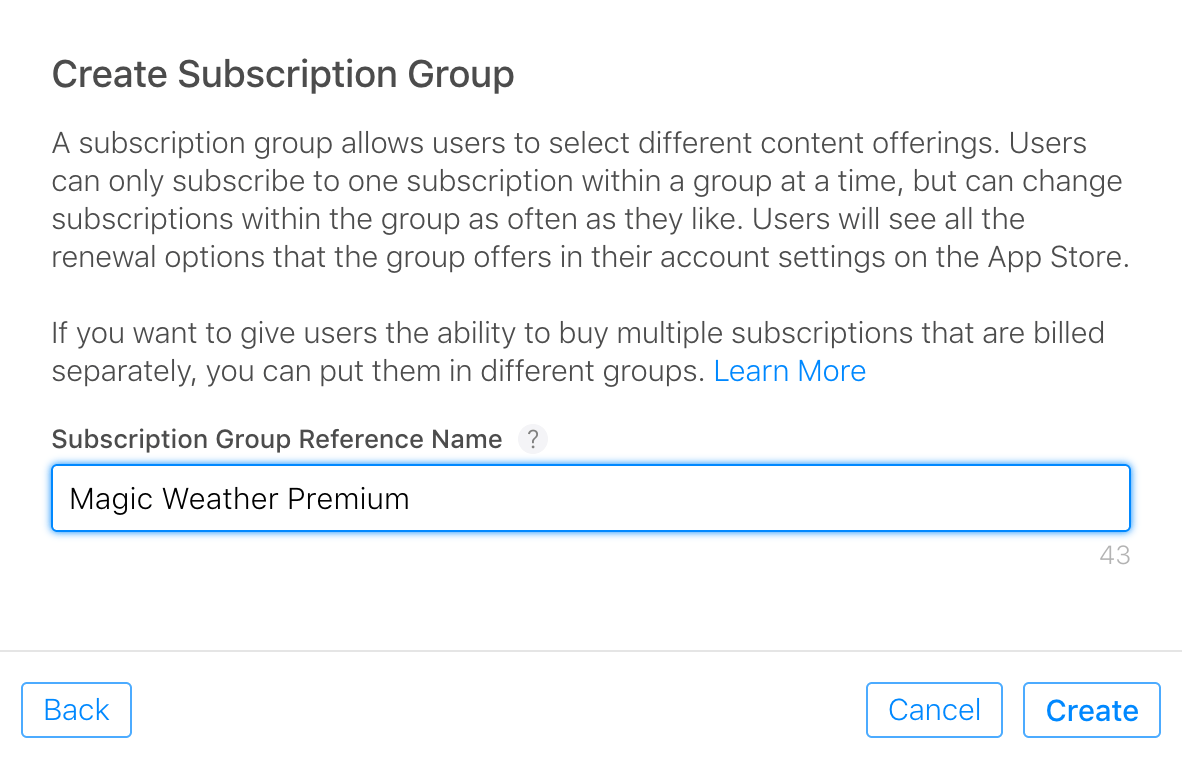 Create Subscription Group
A subscription group allows users to select different content offerings. Users
can only subscribe to one subscription within a group at a time, but can change
subscriptions within the group as often as they like. Users will see all the
renewal options that the group offers in their account settings on the App Store.
If you want to give users the ability to buy multiple subscriptions that are billed
separately, you can put them in different groups. Learn More
Subscription Group Reference Name ?
Magic Weather Premium
43
Back Cancel Create